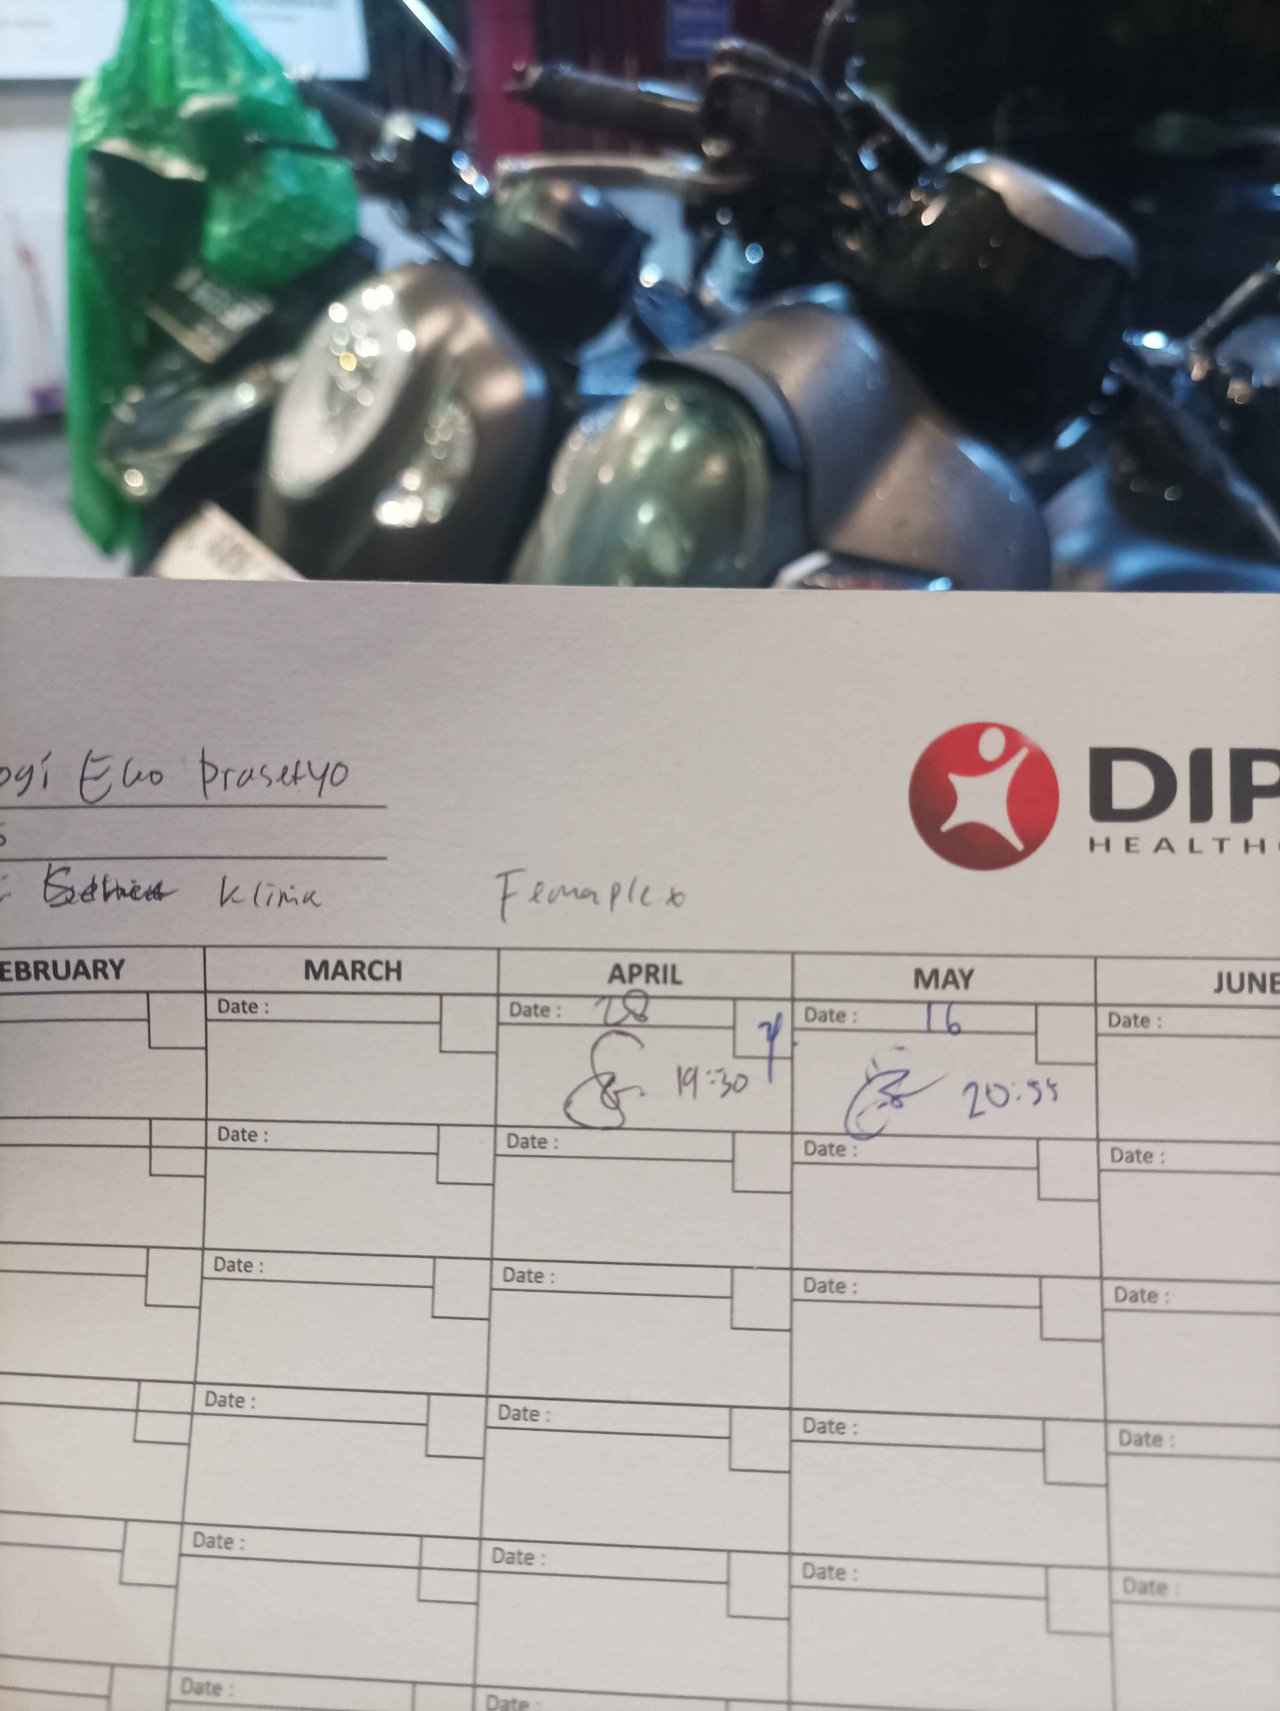 ogi Eko Prasetyo
DIP
HEALTHC
Klinik Femaplex
EBRUARY MARCH APRIL MAY JUNE
Date : Date : 28 Date : 16 Date :
19:30 20:55
Date : Date : Date : Date :
Date : Date : Date : Date :
Date : Date : Date : Date :
Date : Date : Date : Date :
Date : Date :